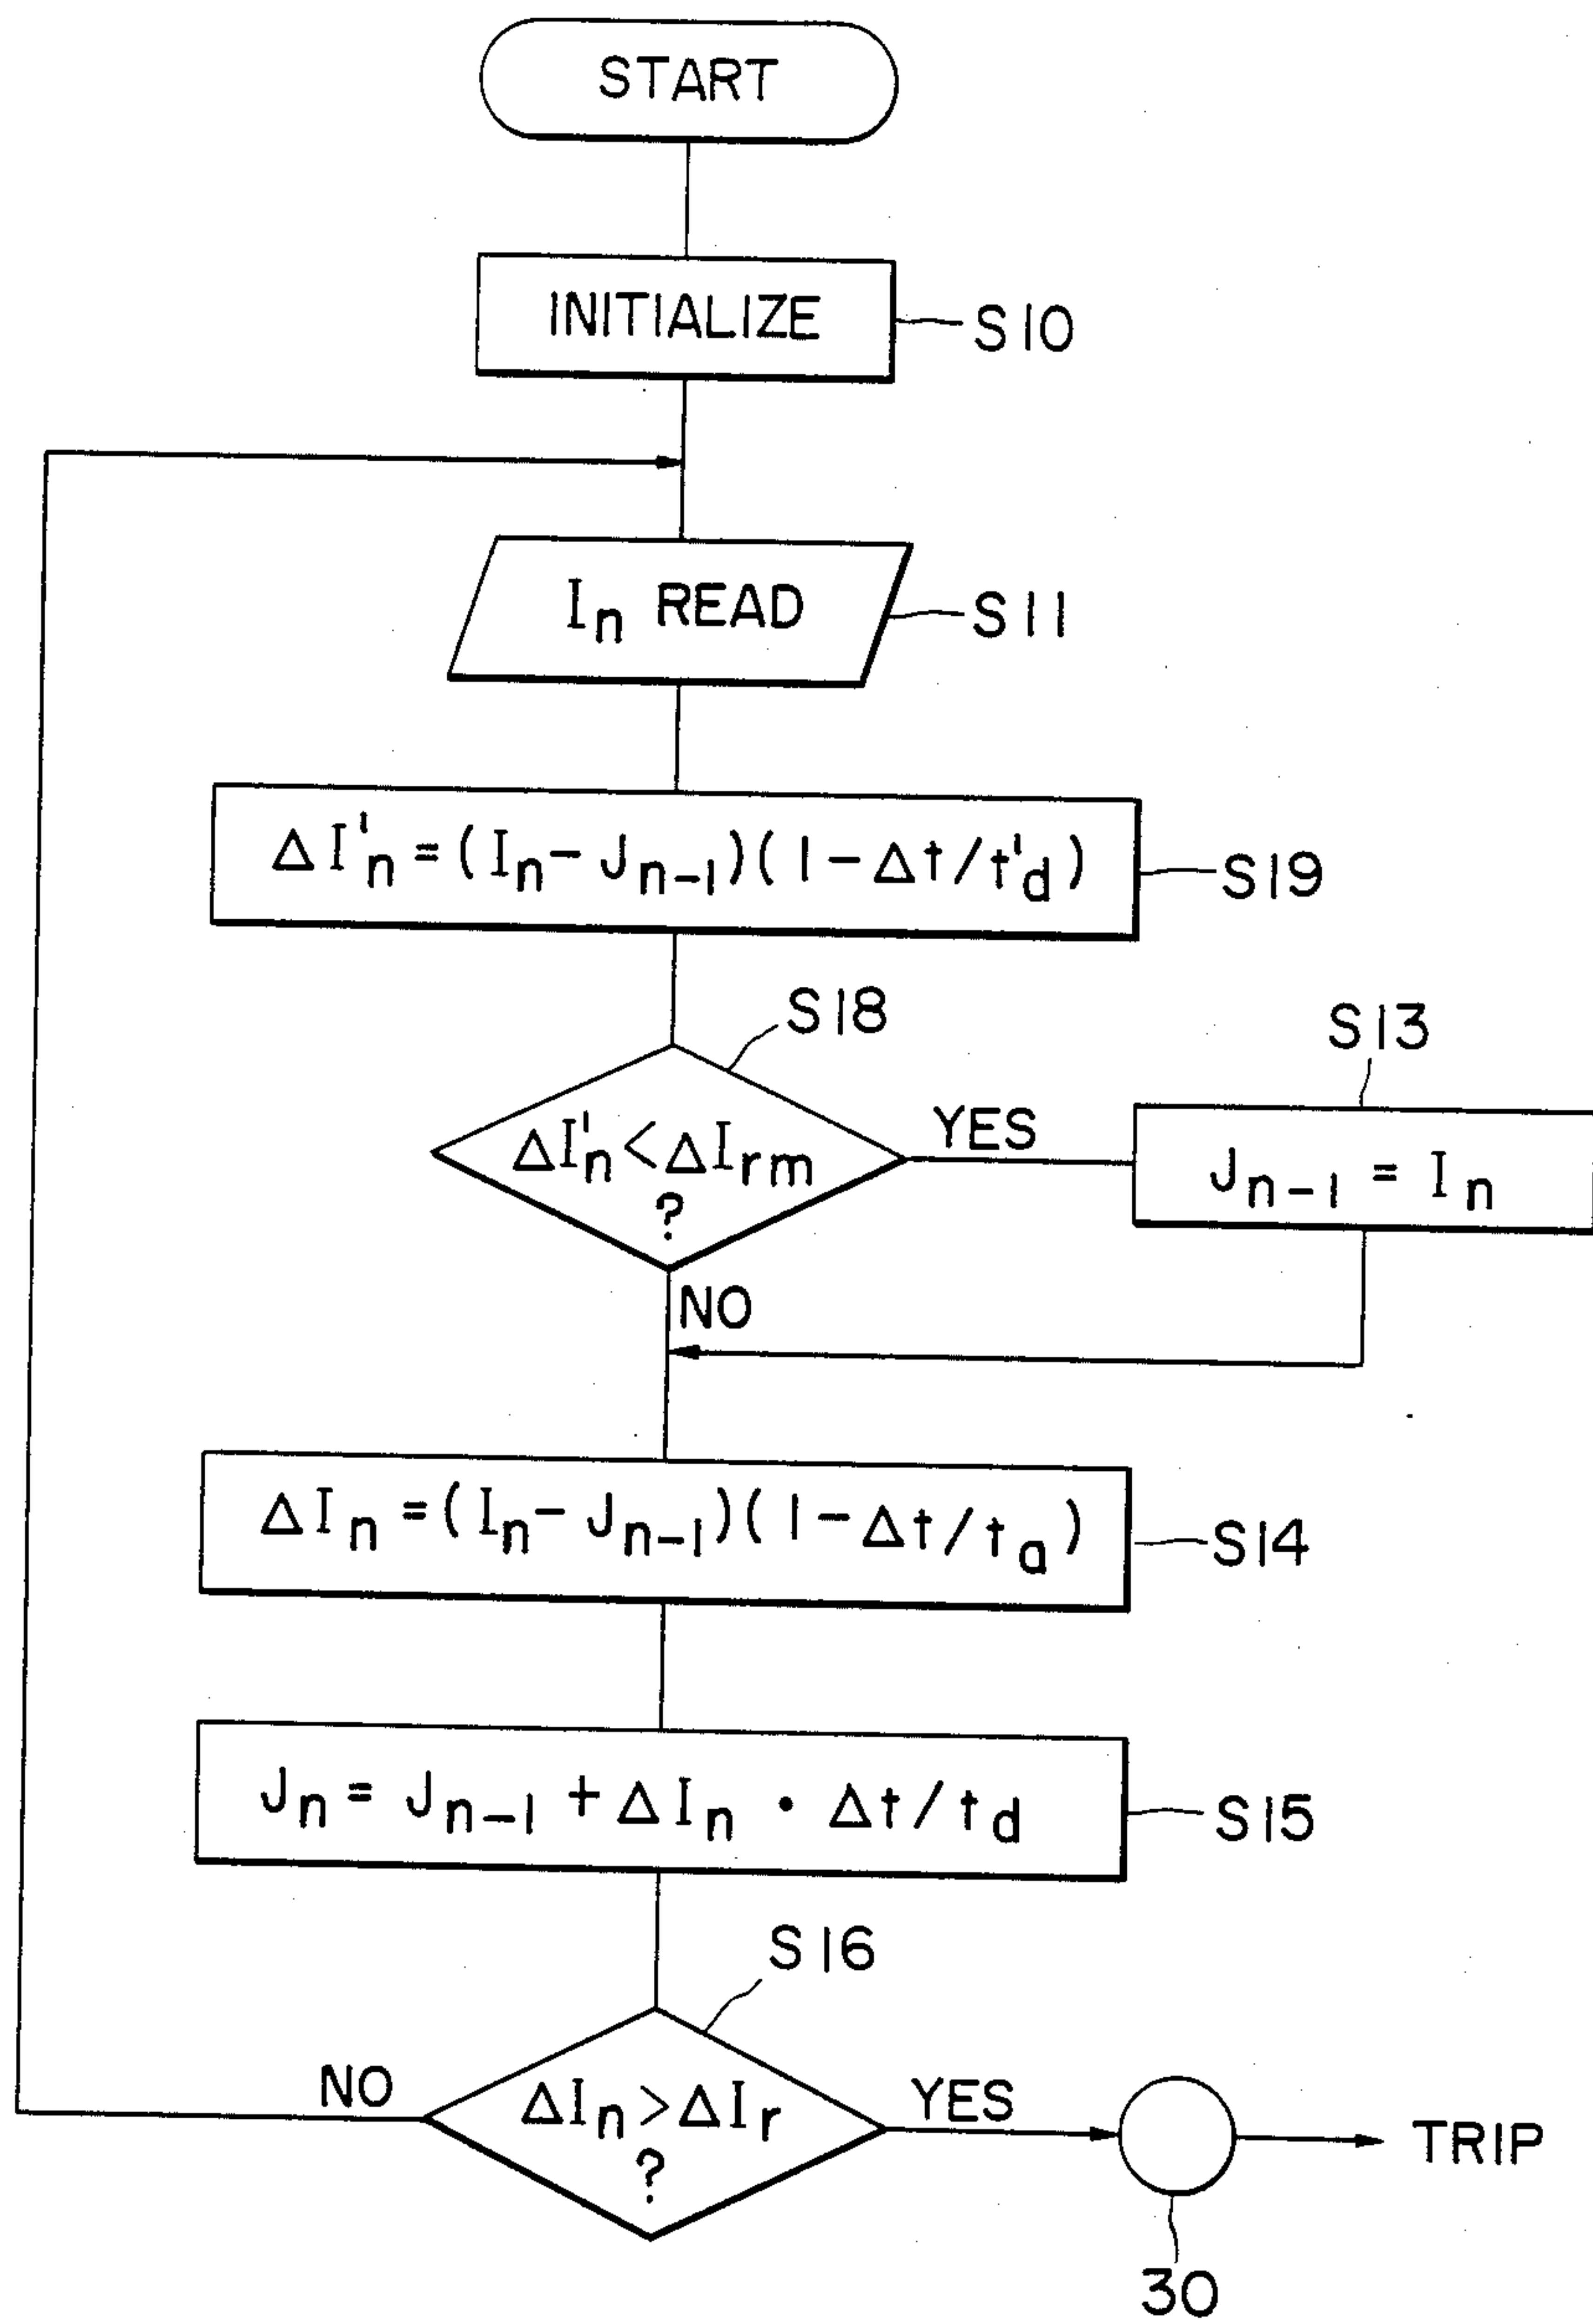 START
INITIALIZE
S10
Iₙ READ
S11
ΔI'ₙ = (Iₙ - Jₙ₋₁)(1 - Δt/t'd)
S19
S18
S13
ΔI'ₙ < ΔIrm
?
YES
Jₙ₋₁ = Iₙ
NO
ΔIₙ = (Iₙ - Jₙ₋₁)(1 - Δt/ta)
S14
Jₙ = Jₙ₋₁ + ΔIₙ · Δt/td
S15
S16
NO
ΔIₙ > ΔIr
?
YES
TRIP
30